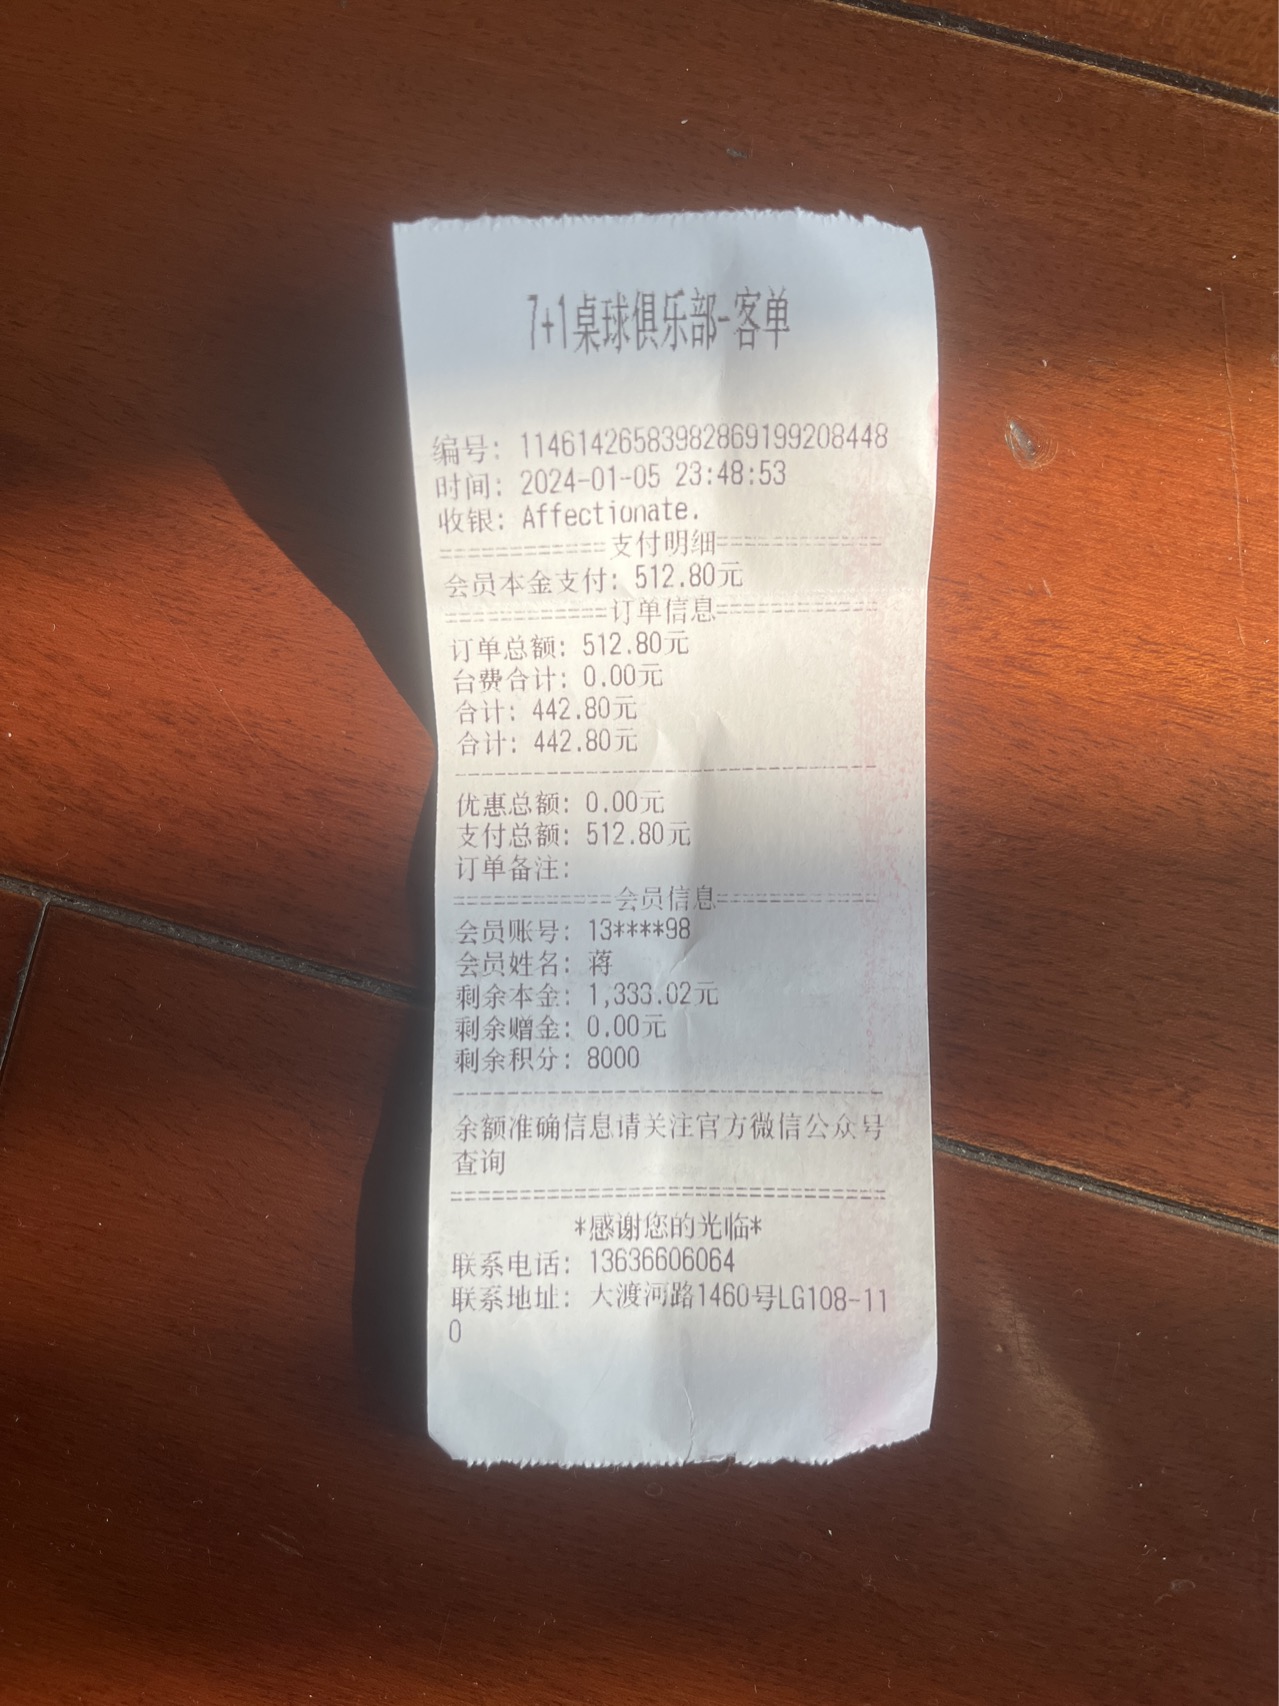 7+1桌球俱乐部-客单
编号: 1146142658398286919920​8448
时间: 2024-01-05 23:48:53
收银: Affectionate.
============支付明细============
会员本金支付: 512.80元
============订单信息============
订单总额: 512.80元
台费合计: 0.00元
合计: 442.80元
合计: 442.80元
--------------------------------
优惠总额: 0.00元
支付总额: 512.80元
订单备注:
============会员信息============
会员账号: 13****98
会员姓名: 蒋
剩余本金: 1,333.02元
剩余赠金: 0.00元
剩余积分: 8000
--------------------------------
余额准确信息请关注官方微信公众号
查询
================================
*感谢您的光临*
联系电话: 13636606064
联系地址: 大渡河路1460号LG108-11
0